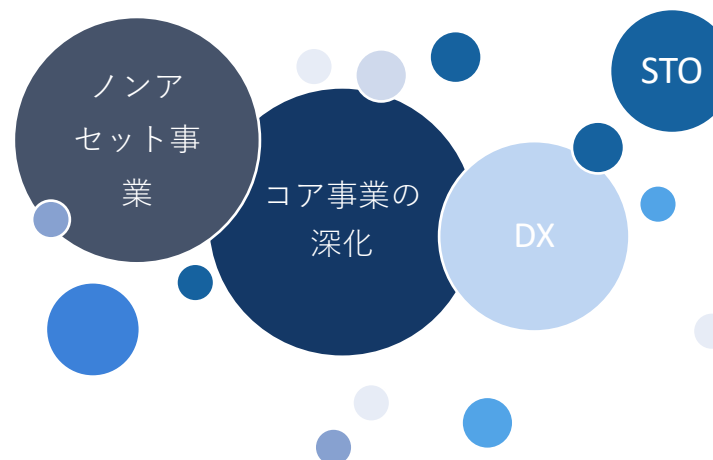 ノンア
セット事
業
コア事業の
深化
DX
STO